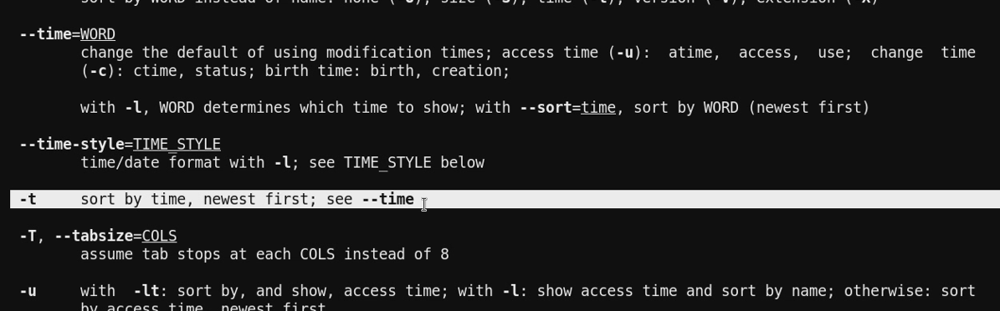 sort by WORD instead of name: none (-U), size (-S), time (-t), version (-v), extension (-X)
--time=WORD
change the default of using modification times; access time (-u): atime, access, use; change time
(-c): ctime, status; birth time: birth, creation;
with -l, WORD determines which time to show; with --sort=time, sort by WORD (newest first)
--time-style=TIME_STYLE
time/date format with -l; see TIME_STYLE below
-t sort by time, newest first; see --time
-T, --tabsize=COLS
assume tab stops at each COLS instead of 8
-u with -lt: sort by, and show, access time; with -l: show access time and sort by name; otherwise: sort
by access time, newest first